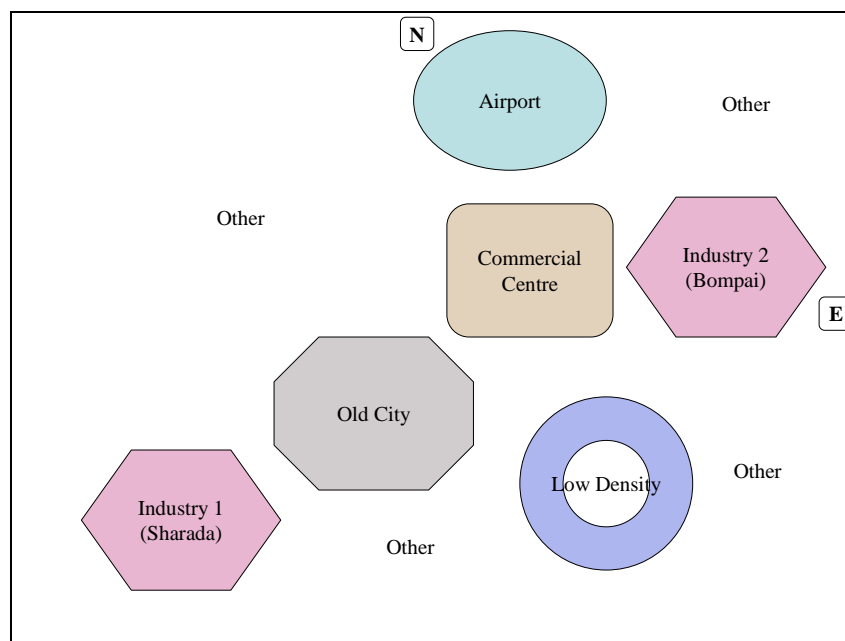 N
Airport
Other
Other
Commercial
Centre
Industry 2
(Bompai)
E
Old City
Low Density
Other
Industry 1
(Sharada)
Other